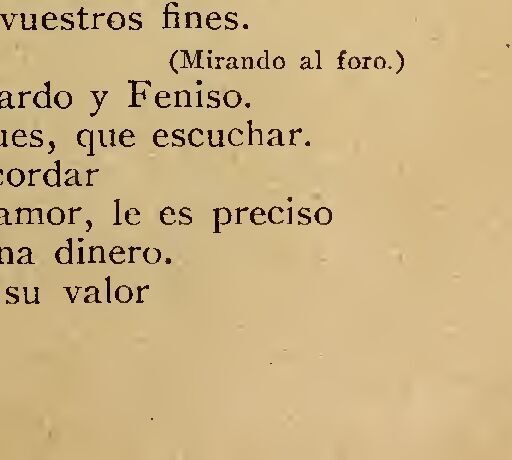 vuestros fines.
(Mirando al foro.)
ardo y Feniso.
ues, que escuchar.
cordar
amor, le es preciso
na dinero.
su valor